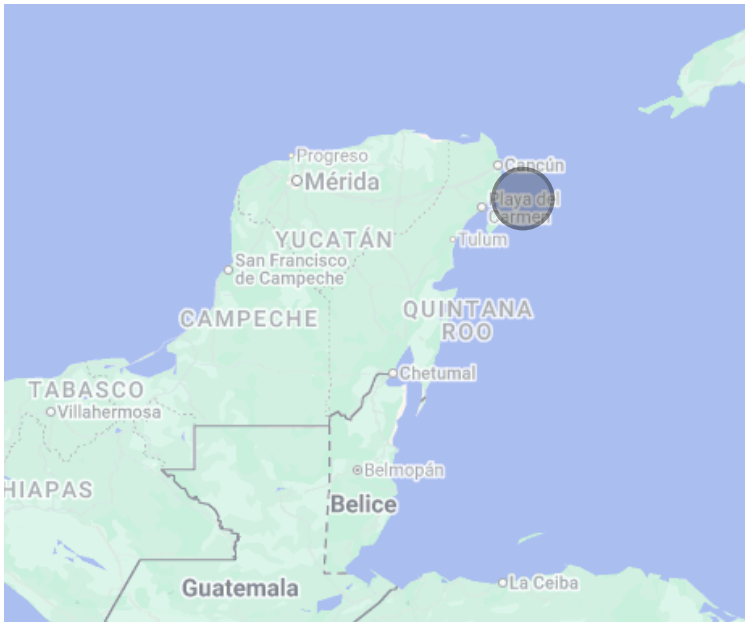 Progreso
Cancún
Mérida
Playa del
Carmen
YUCATÁN
Tulum
San Francisco
de Campeche
QUINTANA
ROO
CAMPECHE
Chetumal
TABASCO
Villahermosa
Belmopán
HIAPAS
Belice
Guatemala
La Ceiba